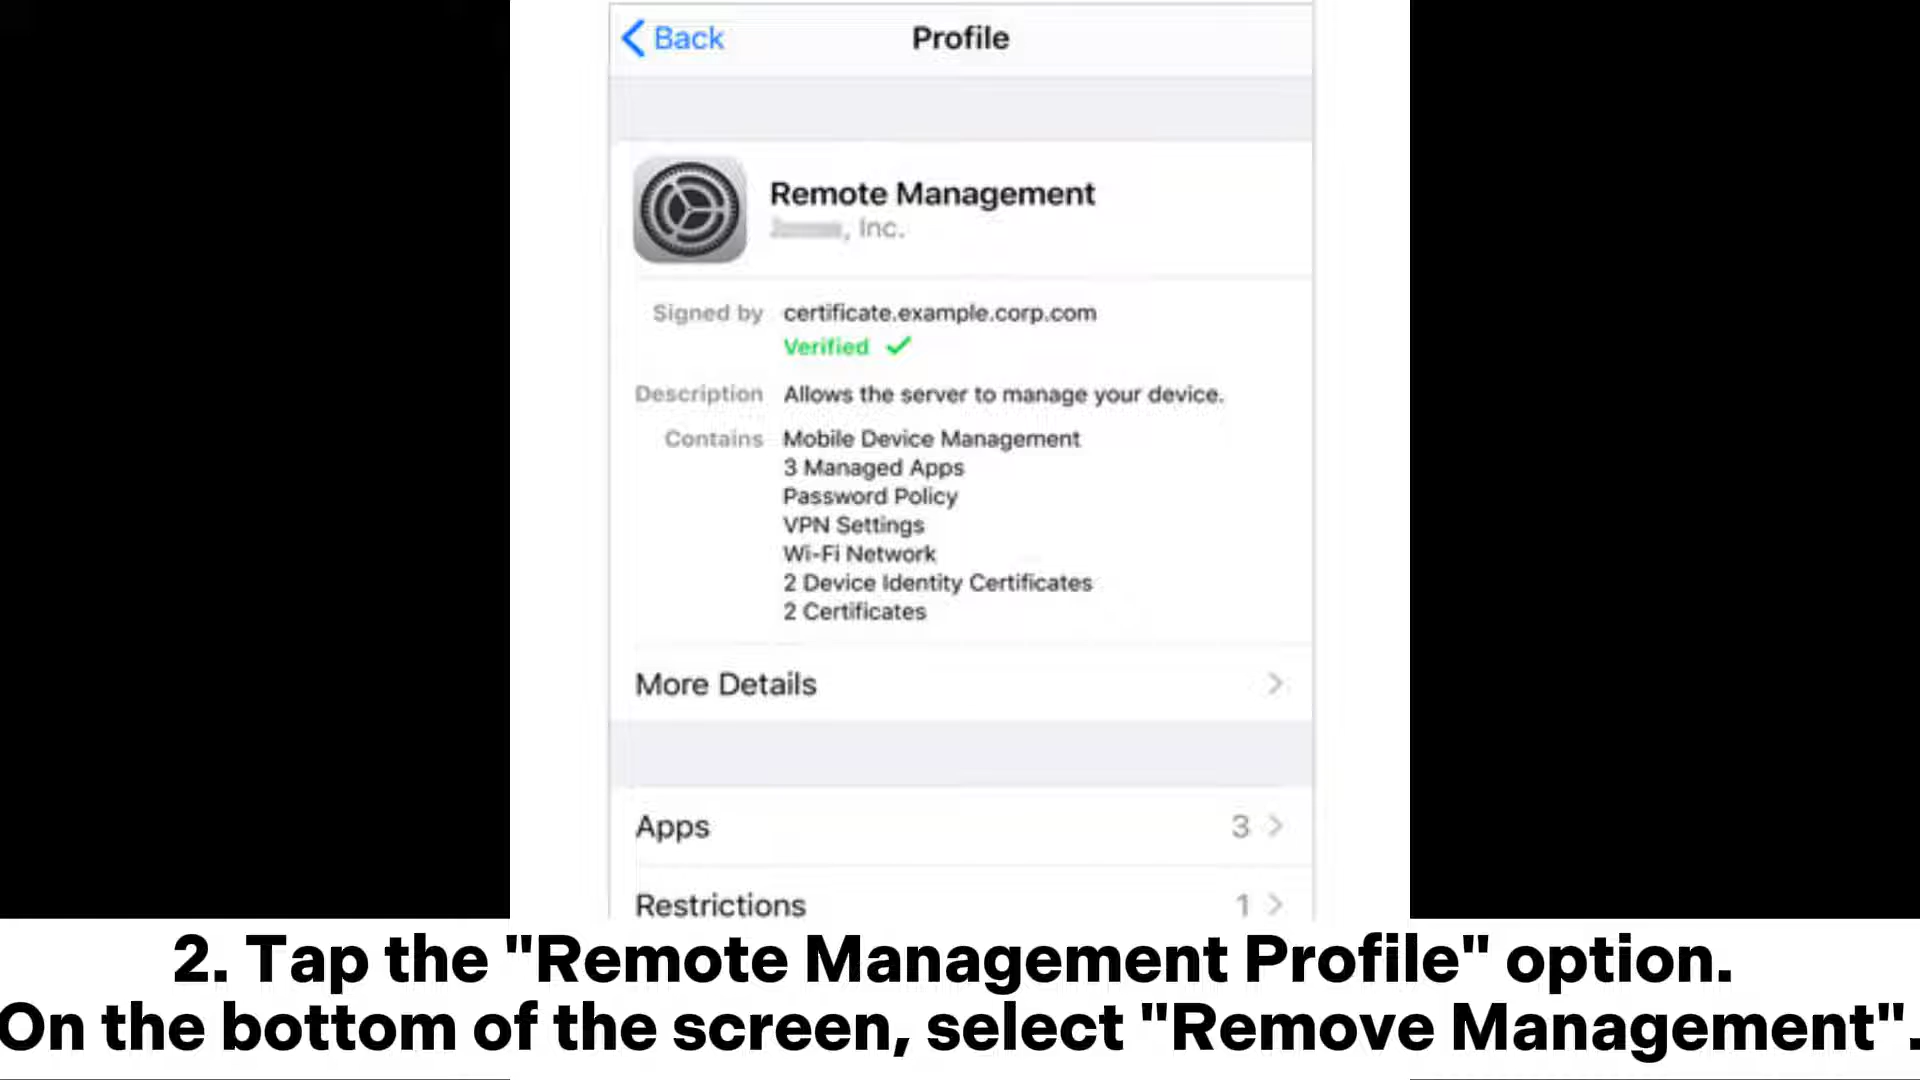 Back
Profile
Remote Management
, Inc.
Signed by certificate.example.corp.com
Verified
Description Allows the server to manage your device.
Contains Mobile Device Management
3 Managed Apps
Password Policy
VPN Settings
Wi-Fi Network
2 Device Identity Certificates
2 Certificates
More Details
Apps 3
Restrictions 1
2. Tap the "Remote Management Profile" option.
On the bottom of the screen, select "Remove Management".